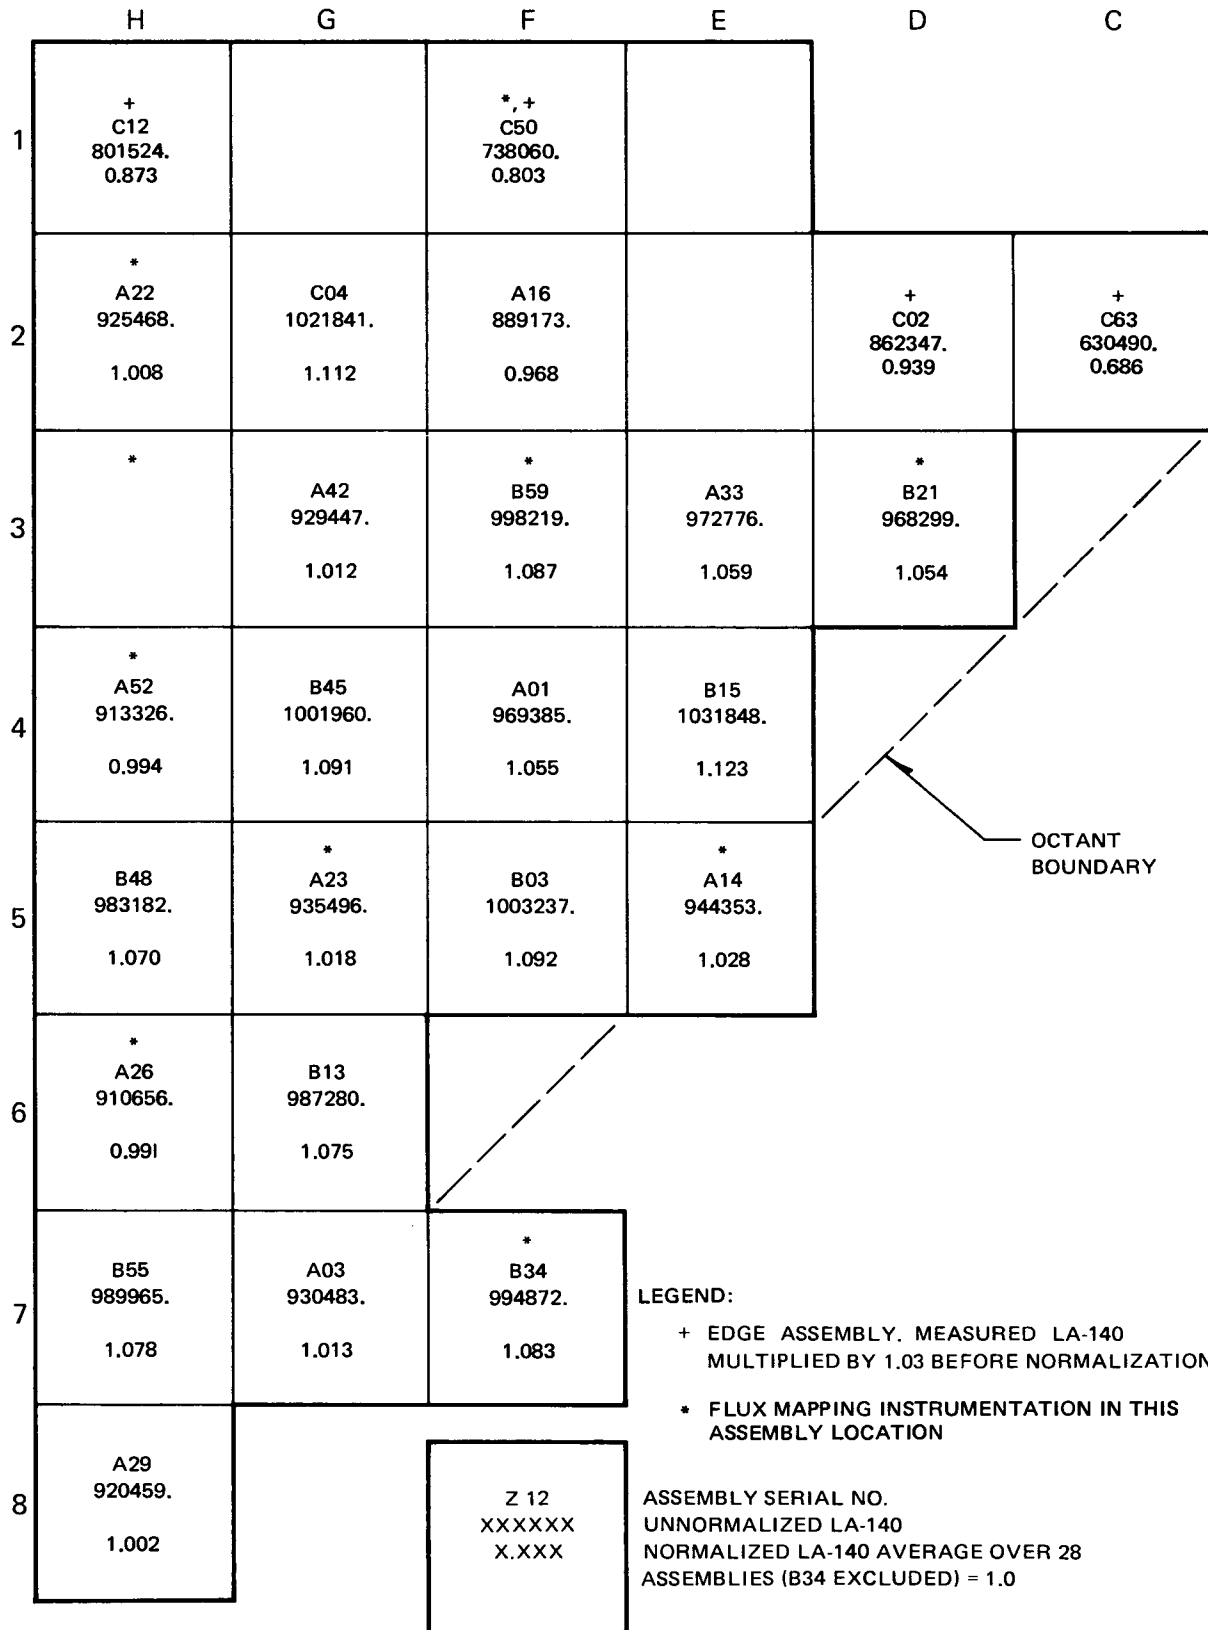 H G F E D C
1
+ *, +
C12 C50
801524. 738060.
0.873 0.803
2
* + +
A22 C04 A16 C02 C63
925468. 1021841. 889173. 862347. 630490.
1.008 1.112 0.968 0.939 0.686
3
* * *
A42 B59 A33 B21
929447. 998219. 972776. 968299.
1.012 1.087 1.059 1.054
4
*
A52 B45 A01 B15
913326. 1001960. 969385. 1031848.
0.994 1.091 1.055 1.123
OCTANT
BOUNDARY
5
* *
B48 A23 B03 A14
983182. 935496. 1003237. 944353.
1.070 1.018 1.092 1.028
6
*
A26 B13
910656. 987280.
0.991 1.075
7
*
B55 A03 B34
989965. 930483. 994872.
1.078 1.013 1.083
8
A29
920459.
1.002
LEGEND:
+ EDGE ASSEMBLY. MEASURED LA-140
MULTIPLIED BY 1.03 BEFORE NORMALIZATION
* FLUX MAPPING INSTRUMENTATION IN THIS
ASSEMBLY LOCATION
Z 12 ASSEMBLY SERIAL NO.
XXXXXX UNNORMALIZED LA-140
X.XXX NORMALIZED LA-140 AVERAGE OVER 28
ASSEMBLIES (B34 EXCLUDED) = 1.0